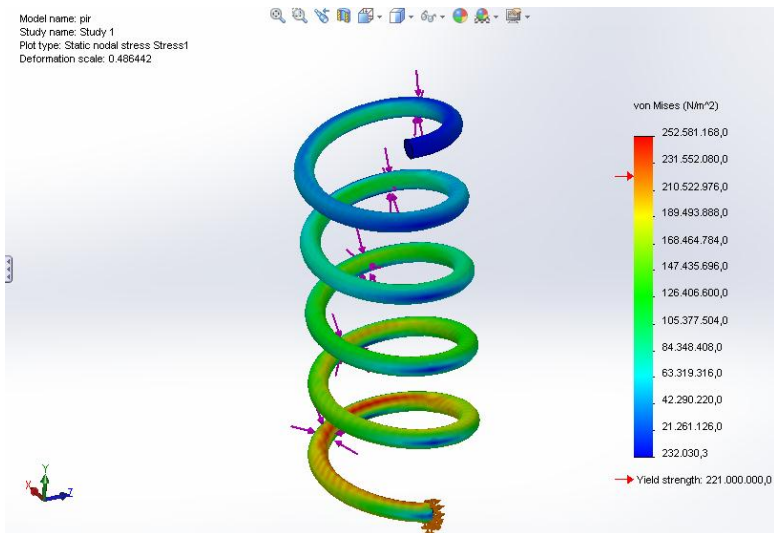 Model name: pir
Study name: Study 1
Plot type: Static nodal stress Stress1
Deformation scale: 0.486442
von Mises (N/m^2)
252.581.168,0
231.552.080,0
210.522.976,0
189.493.888,0
168.464.784,0
147.435.696,0
126.406.600,0
105.377.504,0
84.348.408,0
63.319.316,0
42.290.220,0
21.261.126,0
232.030,3
Yield strength: 221.000.000,0
Y
X
Z